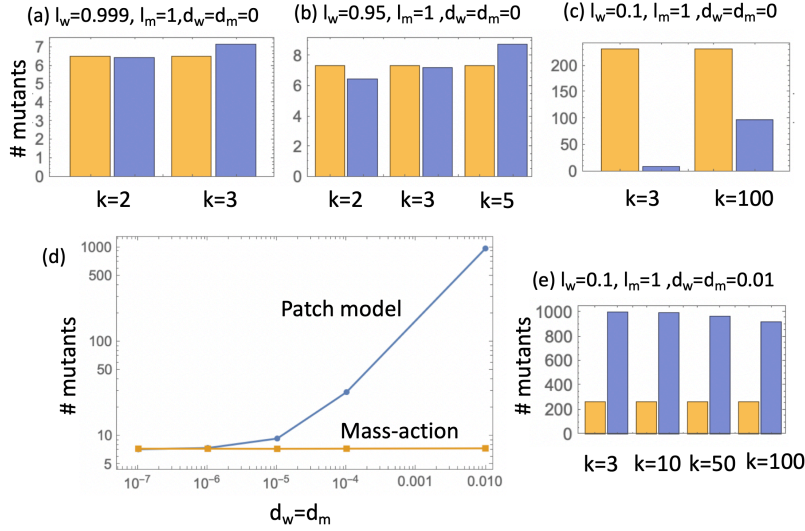 (a) l_w=0.999, l_m=1,d_w=d_m=0
# mutants
7
6
5
4
3
2
1
0
k=2 k=3
(b) l_w=0.95, l_m=1 ,d_w=d_m=0
8
6
4
2
0
k=2 k=3 k=5
(c) l_w=0.1, l_m=1 ,d_w=d_m=0
200
150
100
50
0
k=3 k=100
(d)
# mutants
1000
500
100
50
10
5
Patch model
Mass-action
10⁻⁷ 10⁻⁶ 10⁻⁵ 10⁻⁴ 0.001 0.010
d_w=d_m
(e) l_w=0.1, l_m=1 ,d_w=d_m=0.01
# mutants
1000
800
600
400
200
0
k=3 k=10 k=50 k=100